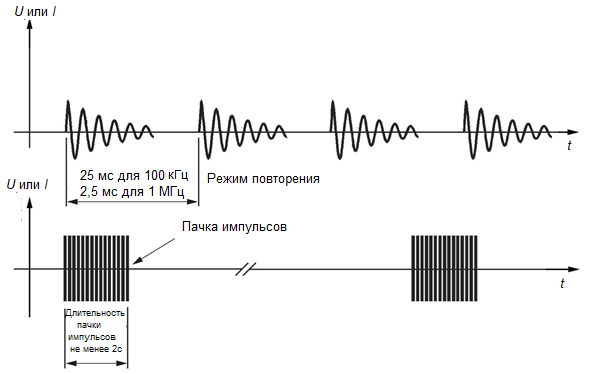 U или I
t
25 мс для 100 кГц
2,5 мс для 1 МГц
Режим повторения
U или I
Пачка импульсов
t
Длительность
пачки
импульсов
не менее 2с